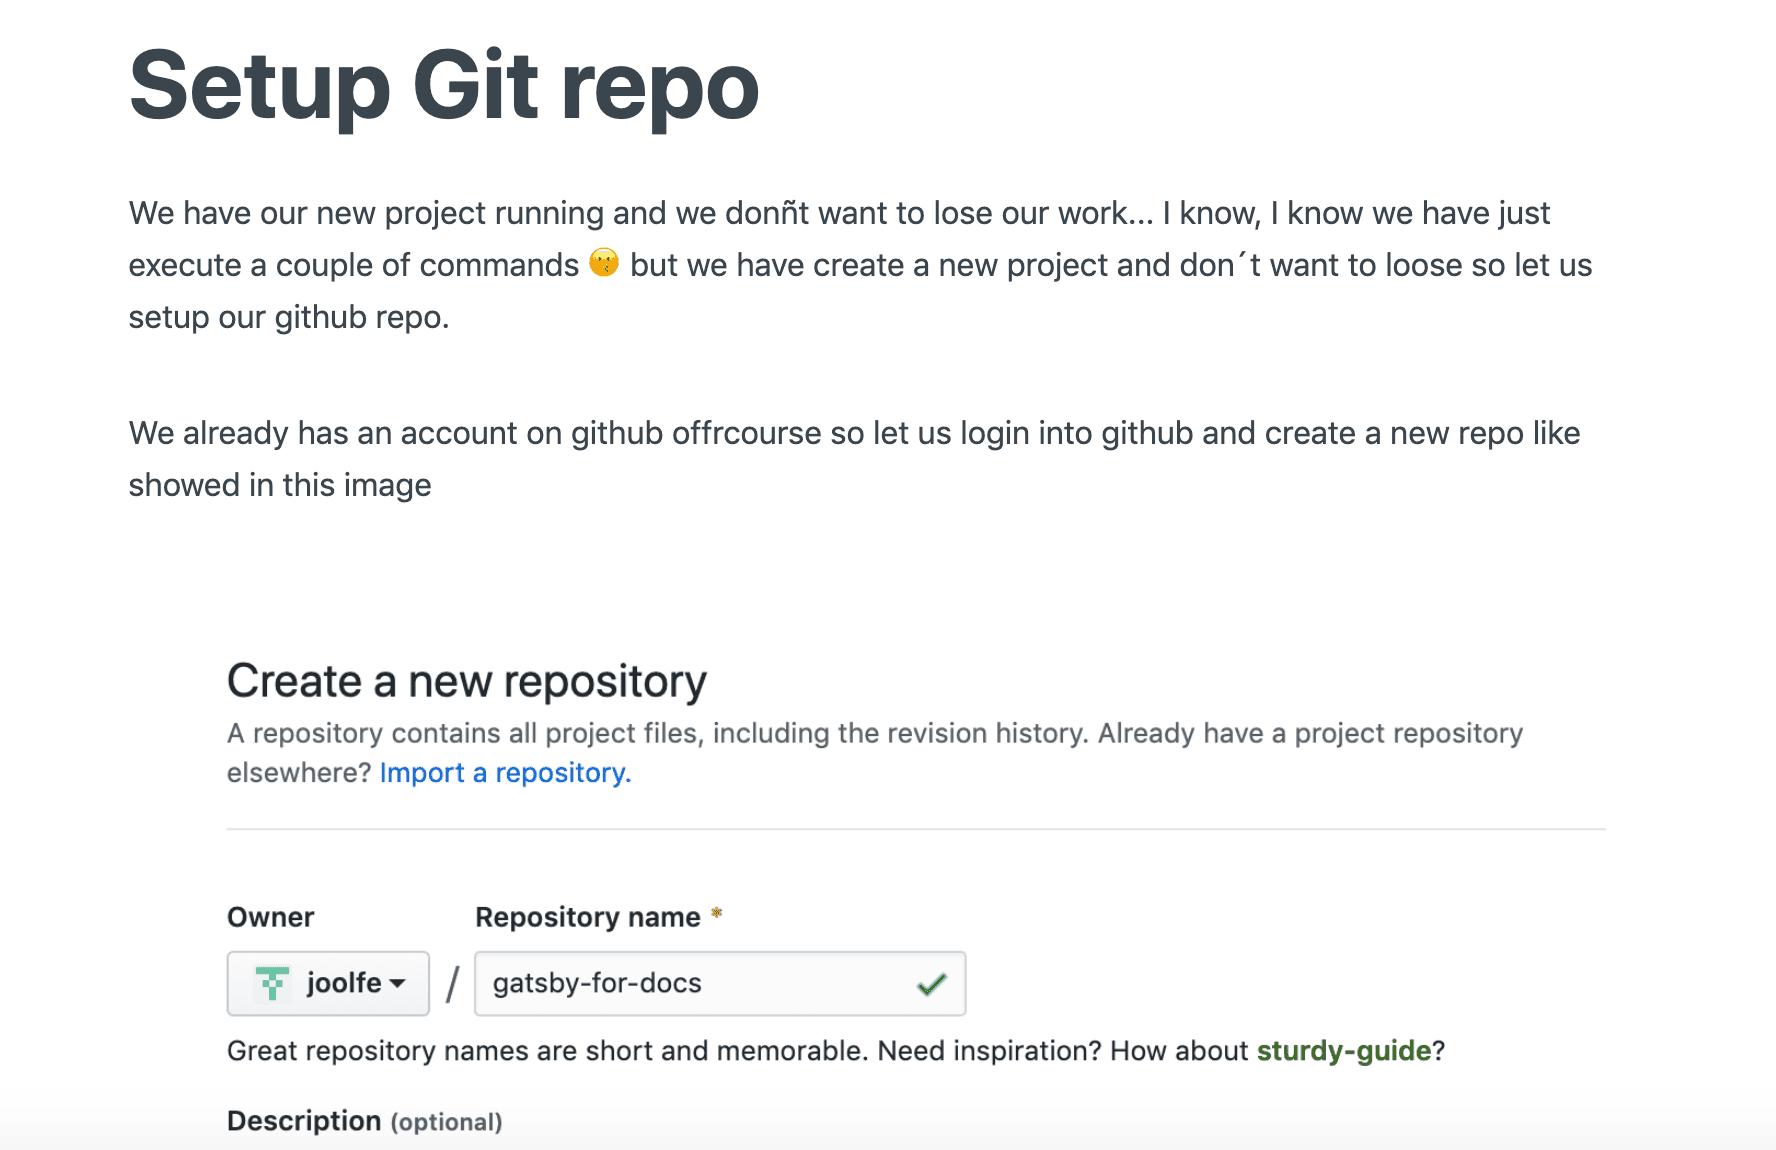 Setup Git repo
We have our new project running and we donñt want to lose our work... I know, I know we have just
execute a couple of commands 😙 but we have create a new project and don´t want to loose so let us
setup our github repo.
We already has an account on github offrcourse so let us login into github and create a new repo like
showed in this image
Create a new repository
A repository contains all project files, including the revision history. Already have a project repository
elsewhere? Import a repository.
Owner Repository name *
joolfe / gatsby-for-docs
Great repository names are short and memorable. Need inspiration? How about sturdy-guide?
Description (optional)